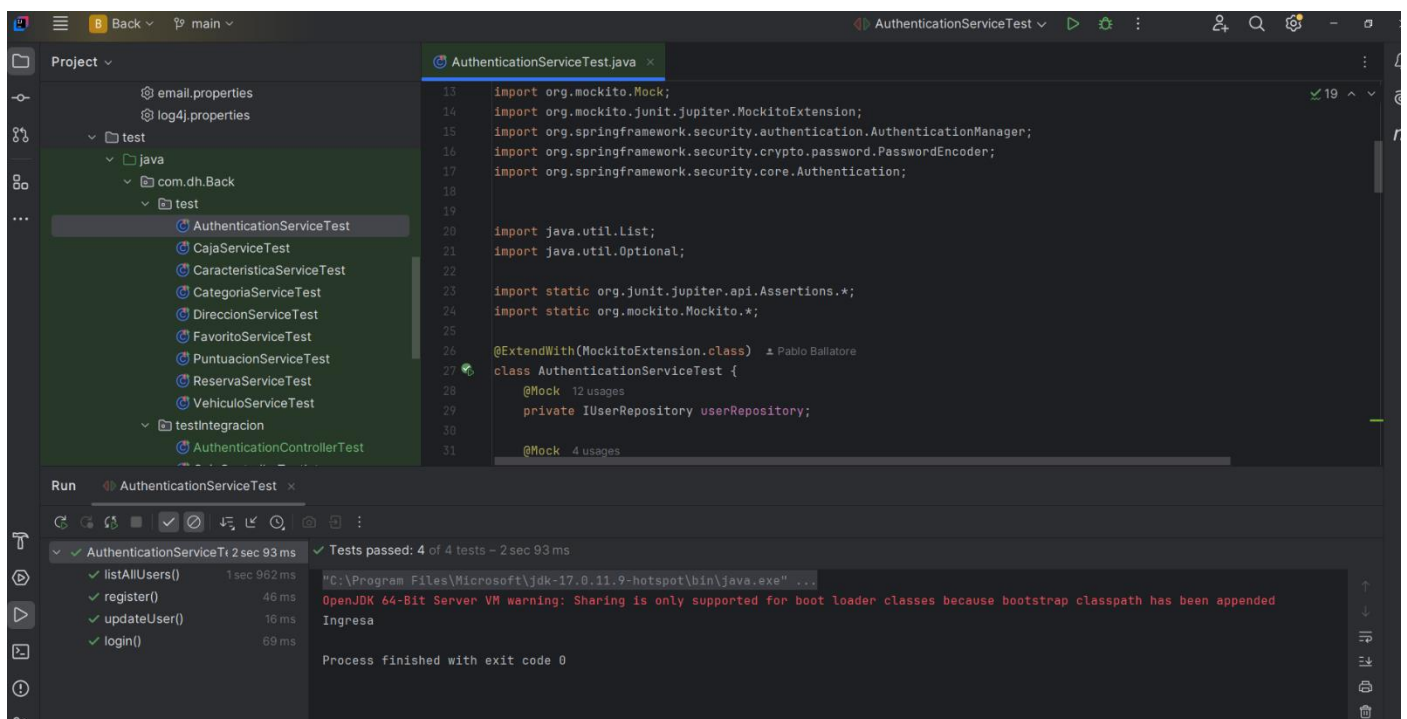 B Back main
AuthenticationServiceTest
Project
AuthenticationServiceTest.java
email.properties
log4j.properties
test
java
com.dh.Back
test
AuthenticationServiceTest
CajaServiceTest
CaracteristicaServiceTest
CategoriaServiceTest
DireccionServiceTest
FavoritoServiceTest
PuntuacionServiceTest
ReservaServiceTest
VehiculoServiceTest
testIntegracion
AuthenticationControllerTest
13 import org.mockito.Mock;
19
14 import org.mockito.junit.jupiter.MockitoExtension;
15 import org.springframework.security.authentication.AuthenticationManager;
16 import org.springframework.security.crypto.password.PasswordEncoder;
17 import org.springframework.security.core.Authentication;
18
19
20 import java.util.List;
21 import java.util.Optional;
22
23 import static org.junit.jupiter.api.Assertions.*;
24 import static org.mockito.Mockito.*;
25
26 @ExtendWith(MockitoExtension.class) Pablo Ballatore
27 class AuthenticationServiceTest {
28 @Mock 12 usages
29 private IUserRepository userRepository;
30
31 @Mock 4 usages
Run AuthenticationServiceTest
AuthenticationServiceTe 2 sec 93 ms
listAllUsers() 1 sec 962 ms
register() 46 ms
updateUser() 16 ms
login() 69 ms
Tests passed: 4 of 4 tests – 2 sec 93 ms
"C:\Program Files\Microsoft\jdk-17.0.11.9-hotspot\bin\java.exe" ...
OpenJDK 64-Bit Server VM warning: Sharing is only supported for boot loader classes because bootstrap classpath has been appended
Ingresa
Process finished with exit code 0